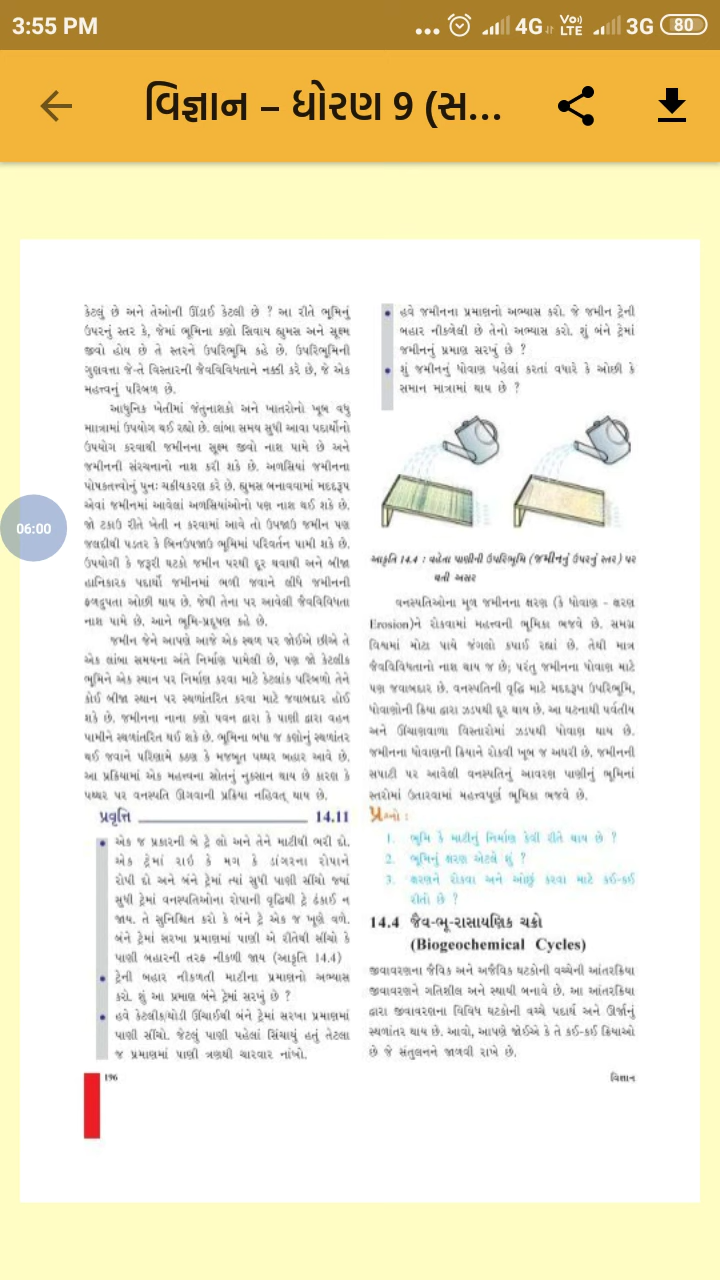 3:55 PM
... 4G VoLTE 3G 80
વિજ્ઞાન – ધોરણ 9 (સ...
કેટલું છે અને તેઓની ઊંડાઈ કેટલી છે ? આ રીતે ભૂમિનું
ઉપરનું સ્તર કે, જેમાં ભૂમિના કણો સિવાય હ્યુમસ અને સૂક્ષ્મ
જીવો હોય છે તે સ્તરને ઉપરિભૂમિ કહે છે. ઉપરિભૂમિની
ગુણવત્તા જે-તે વિસ્તારની જૈવવિવિધતાને નક્કી કરે છે, જે એક
મહત્ત્વનું પરિબળ છે.
આધુનિક ખેતીમાં જંતુનાશકો અને ખાતરોનો ખૂબ વધુ
માત્રામાં ઉપયોગ થઈ રહ્યો છે. લાંબા સમય સુધી આવા પદાર્થોનો
ઉપયોગ કરવાથી જમીનના સૂક્ષ્મ જીવો નાશ પામે છે અને
જમીનની સંરચનાનો નાશ કરી શકે છે. અળસિયાં જમીનના
પોષકતત્ત્વોનું પુનઃ ચક્રીયકરણ કરે છે. હ્યુમસ બનાવવામાં મદદરૂપ
એવાં જમીનમાં આવેલાં અળસિયાંઓનો પણ નાશ થઈ શકે છે.
જો ટકાઉ રીતે ખેતી ન કરવામાં આવે તો ઉપજાઉ જમીન પણ
જલદીથી પડતર કે બિનઉપજાઉ ભૂમિમાં પરિવર્તન પામી શકે છે.
ઉપયોગી કે જરૂરી ઘટકો જમીન પરથી દૂર થવાથી અને બીજા
હાનિકારક પદાર્થો જમીનમાં ભળી જવાને લીધે જમીનની
ફળદ્રુપતા ઓછી થાય છે. જેથી તેના પર આવેલી જૈવવિવિધતા
નાશ પામે છે. આને ભૂમિ-પ્રદૂષણ કહે છે.
જમીન જેને આપણે આજે એક સ્થળ પર જોઈએ છીએ તે
એક લાંબા સમયના અંતે નિર્માણ પામેલી છે, પણ જો કેટલીક
ભૂમિને એક સ્થાન પર નિર્માણ કરવા માટે કેટલાંક પરિબળો તેને
કોઈ બીજા સ્થાન પર સ્થળાંતરિત કરવા માટે જવાબદાર હોઈ
શકે છે. જમીનના નાના કણો પવન દ્વારા કે પાણી દ્વારા વહન
પામીને સ્થળાંતરિત થઈ શકે છે. ભૂમિના બધા જ કણોનું સ્થળાંતર
થઈ જવાને પરિણામે કઠણ કે મજબૂત પથ્થર બહાર આવે છે.
આ પ્રક્રિયામાં એક મહત્ત્વના સ્રોતનું નુકસાન થાય છે કારણ કે
પથ્થર પર વનસ્પતિ ઊગવાની પ્રક્રિયા નહિવત્ થાય છે.
પ્રવૃત્તિ 14.11
• એક જ પ્રકારની બે ટ્રે લો અને તેને માટીથી ભરી દો.
એક ટ્રેમાં રાઈ કે મગ કે ડાંગરના રોપાને
રોપી દો અને બંને ટ્રેમાં ત્યાં સુધી પાણી સીંચો જ્યાં
સુધી ટ્રેમાં વનસ્પતિઓના રોપાની વૃદ્ધિથી ટ્રે ઢંકાઈ ન
જાય. તે સુનિશ્ચિત કરો કે બંને ટ્રે એક જ ખૂણે વળે.
બંને ટ્રેમાં સરખા પ્રમાણમાં પાણી એ રીતેથી સીંચો કે
પાણી બહારની તરફ નીકળી જાય (આકૃતિ 14.4)
• ટ્રેની બહાર નીકળતી માટીના પ્રમાણનો અભ્યાસ
કરો. શું આ પ્રમાણ બંને ટ્રેમાં સરખું છે ?
• હવે કેટલીક/થોડી ઊંચાઈથી બંને ટ્રેમાં સરખા પ્રમાણમાં
પાણી સીંચો. જેટલું પાણી પહેલાં સિંચાયું હતું તેટલા
જ પ્રમાણમાં પાણી ત્રણથી ચારવાર નાંખો.
• હવે જમીનના પ્રમાણનો અભ્યાસ કરો. જે જમીન ટ્રેની
બહાર નીકળેલી છે તેનો અભ્યાસ કરો. શું બંને ટ્રેમાં
જમીનનું પ્રમાણ સરખું છે ?
• શું જમીનનું ધોવાણ પહેલાં કરતાં વધારે કે ઓછી કે
સમાન માત્રામાં થાય છે ?
આકૃતિ 14.4 : વહેતા પાણીની ઉપરિભૂમિ (જમીનનું ઉપરનું સ્તર) પર
થતી અસર
વનસ્પતિઓના મૂળ જમીનના ક્ષરણ (કે ધોવાણ - ક્ષરણ
Erosion)ને રોકવામાં મહત્ત્વની ભૂમિકા ભજવે છે. સમગ્ર
વિશ્વમાં મોટા પાયે જંગલો કપાઈ રહ્યાં છે. તેથી માત્ર
જૈવવિવિધતાનો નાશ થાય જ છે; પરંતુ જમીનના ધોવાણ માટે
પણ જવાબદાર છે. વનસ્પતિની વૃદ્ધિ માટે મદદરૂપ ઉપરિભૂમિ,
ધોવાણોની ક્રિયા દ્વારા ઝડપથી દૂર થાય છે. આ ઘટનાથી પર્વતીય
અને ઊંચાણવાળા વિસ્તારોમાં ઝડપથી ધોવાણ થાય છે.
જમીનના ધોવાણની ક્રિયાને રોકવી ખૂબ જ અઘરી છે. જમીનની
સપાટી પર આવેલી વનસ્પતિનું આવરણ પાણીનું ભૂમિનાં
સ્તરોમાં ઉતારવામાં મહત્ત્વપૂર્ણ ભૂમિકા ભજવે છે.
પ્રશ્નો :
1. ભૂમિ કે માટીનું નિર્માણ કેવી રીતે થાય છે ?
2. ભૂમિનું ક્ષરણ એટલે શું ?
3. ક્ષરણને રોકવા અને ઓછું કરવા માટે કઈ-કઈ
રીતો છે ?
14.4 જૈવ-ભૂ-રાસાયણિક ચક્રો
(Biogeochemical Cycles)
જીવાવરણના જૈવિક અને અજૈવિક ઘટકોની વચ્ચેની આંતરક્રિયા
જીવાવરણને ગતિશીલ અને સ્થાયી બનાવે છે. આ આંતરક્રિયા
દ્વારા જીવાવરણના વિવિધ ઘટકોની વચ્ચે પદાર્થ અને ઊર્જાનું
સ્થળાંતર થાય છે. આવો, આપણે જોઈએ કે તે કઈ-કઈ ક્રિયાઓ
છે જે સંતુલનને જાળવી રાખે છે.
196
વિજ્ઞાન
06:00